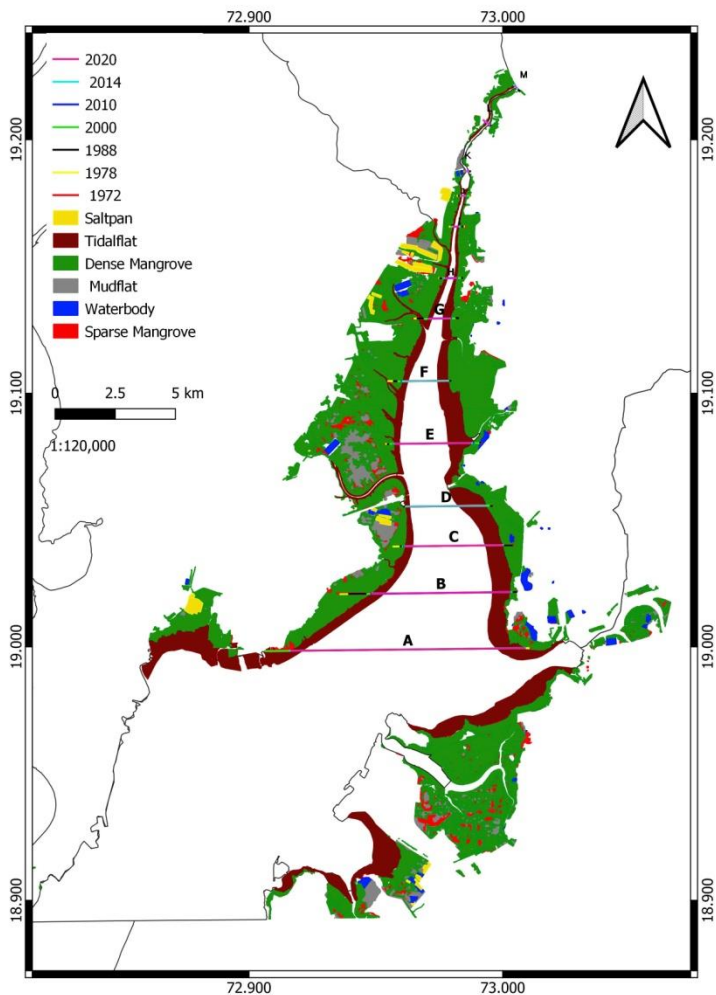 72.900 73.000
2020
2014
2010
2000
1988
1978
1972
Saltpan
Tidalflat
Dense Mangrove
Mudflat
Waterbody
Sparse Mangrove
0 2.5 5 km
1:120,000
M
K
H
G
F
E
D
C
B
A
19.200
19.100
19.000
18.900
19.200
19.100
19.000
18.900
72.900 73.000